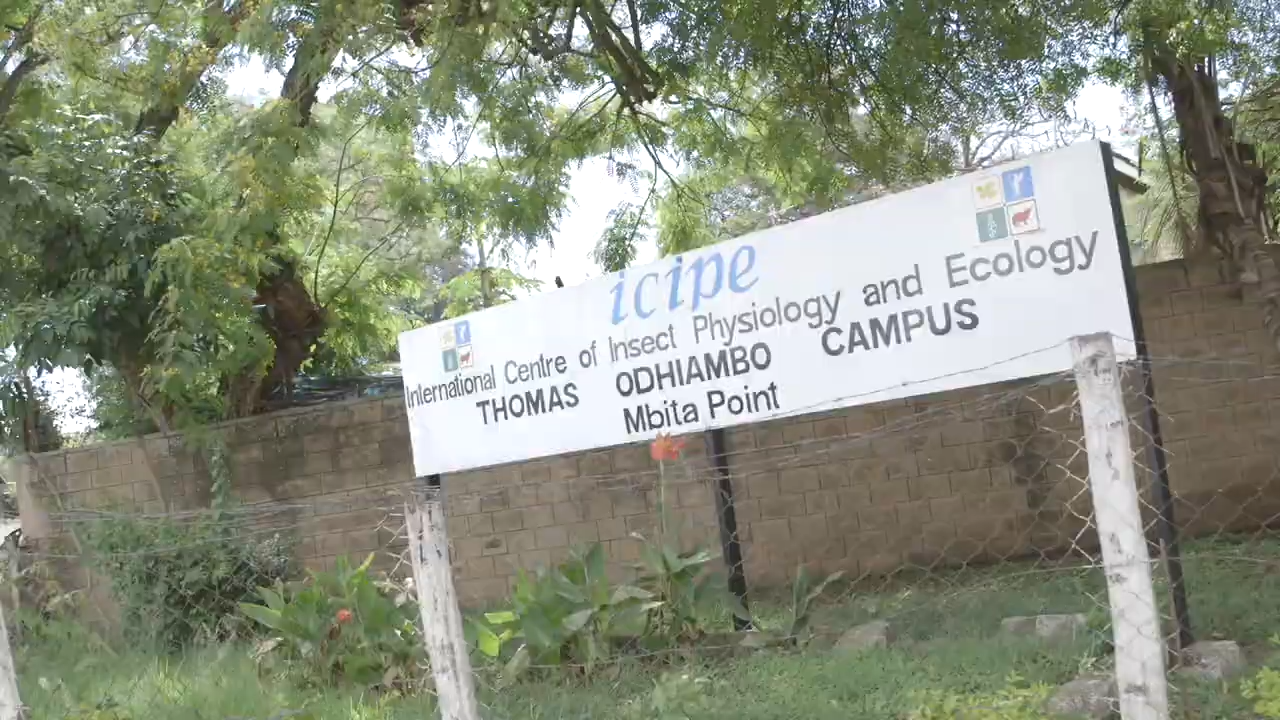 icipe
International Centre of Insect Physiology and Ecology
THOMAS ODHIAMBO CAMPUS
Mbita Point